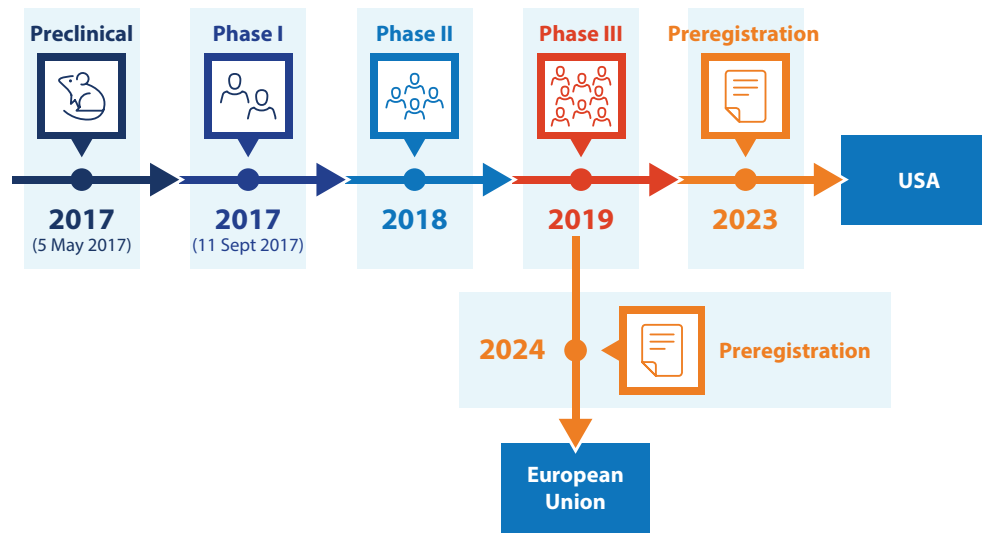 Preclinical
Phase I
Phase II
Phase III
Preregistration
2017
(5 May 2017)
2017
(11 Sept 2017)
2018
2019
2023
USA
2024
Preregistration
European
Union